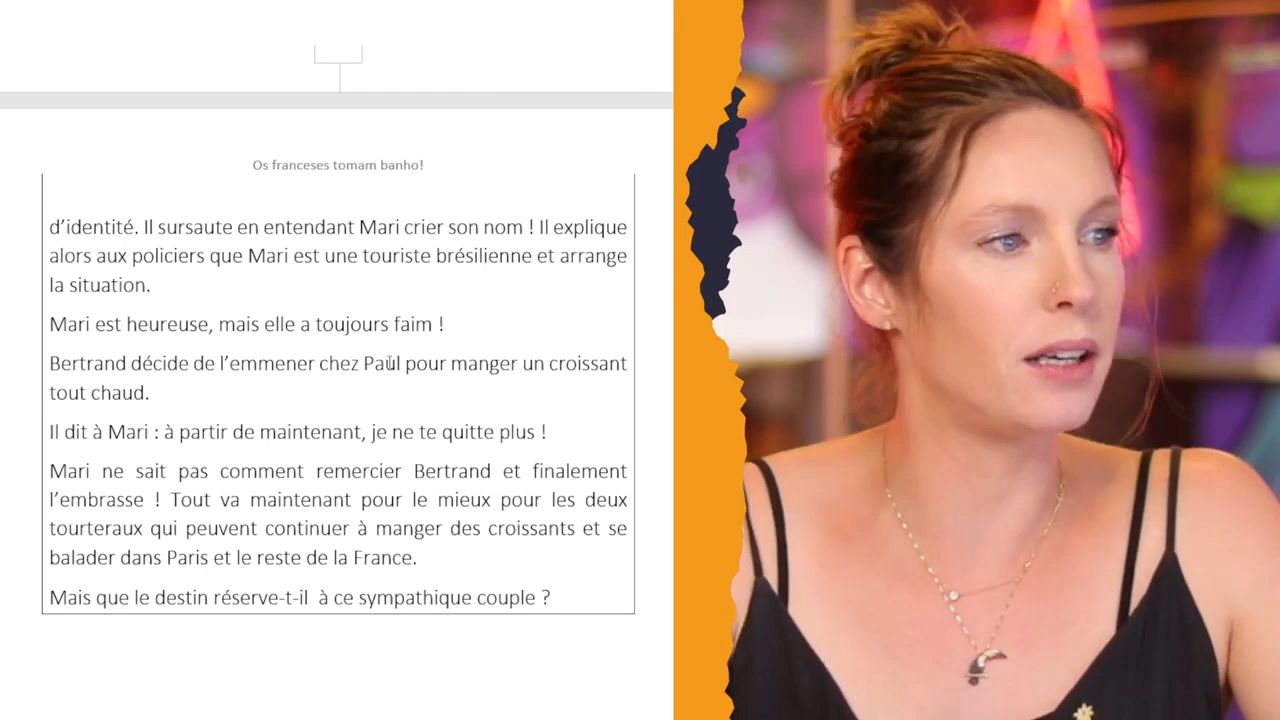 Os franceses tomam banho!
d’identité. Il sursaute en entendant Mari crier son nom ! Il explique
alors aux policiers que Mari est une touriste brésilienne et arrange
la situation.
Mari est heureuse, mais elle a toujours faim !
Bertrand décide de l’emmener chez Paul pour manger un croissant
tout chaud.
Il dit à Mari : à partir de maintenant, je ne te quitte plus !
Mari ne sait pas comment remercier Bertrand et finalement
l’embrasse ! Tout va maintenant pour le mieux pour les deux
tourteraux qui peuvent continuer à manger des croissants et se
balader dans Paris et le reste de la France.
Mais que le destin réserve-t-il à ce sympathique couple ?